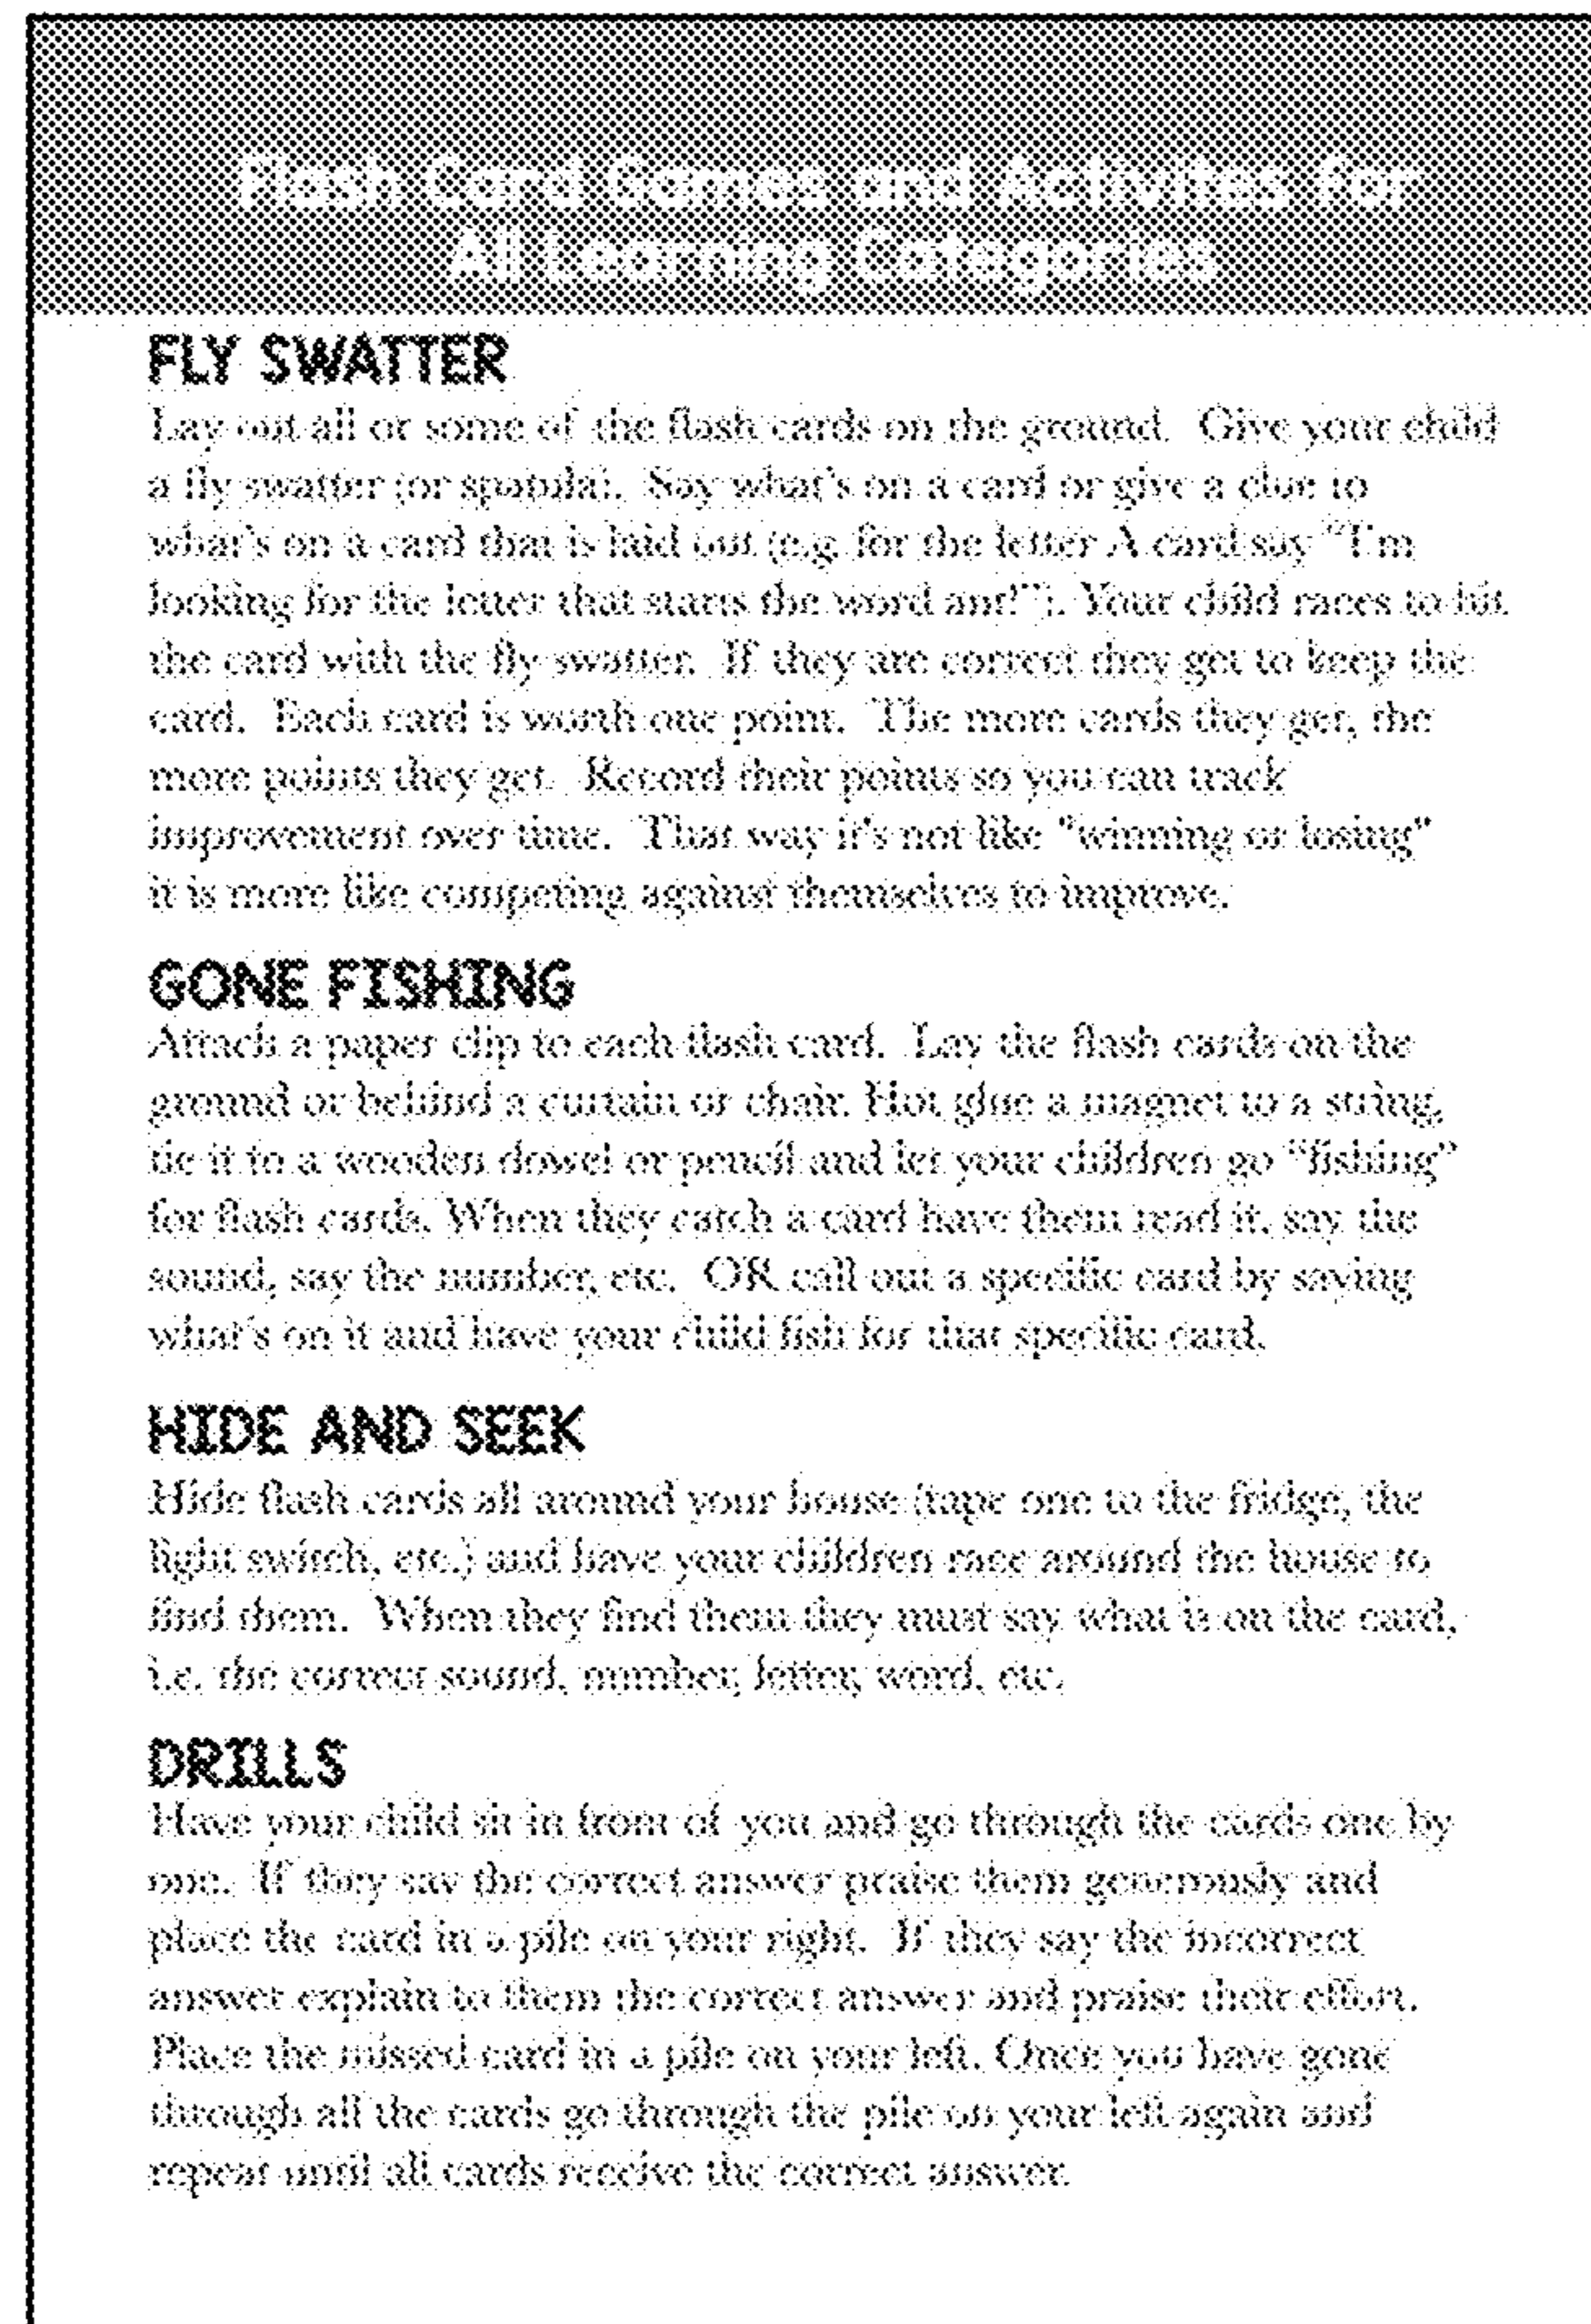 Flash Card Games and Activites for
All Learning Categories
FLY SWATTER
Lay out all or some of the flash cards on the ground. Give your child
a fly swatter (or spatula). Say what's on a card or give a clue to
what's on a card that is laid out (e.g. for the letter A card say "I'm
looking for the letter that starts the word ant!"). Your child races to hit
the card with the fly swatter. If they are correct they get to keep the
card. Each card is worth one point. The more cards they get, the
more points they get. Record their points so you can track
improvement over time. That way it's not like "winning or losing"
it is more like competing against themselves to improve.
GONE FISHING
Attach a paper clip to each flash card. Lay the flash cards on the
ground or behind a curtain or chair. Hot glue a magnet to a string,
tie it to a wooden dowel or pencil and let your children go "fishing"
for flash cards. When they catch a card have them read it, say the
sound, say the number, etc. OR call out a specific card by saying
what's on it and have your child fish for that specific card.
HIDE AND SEEK
Hide flash cards all around your house (tape one to the fridge, the
light switch, etc.) and have your children race around the house to
find them. When they find them they must say what is on the card,
i.e. the correct sound, number, letter, word, etc.
DRILLS
Have your child sit in front of you and go through the cards one by
one. If they say the correct answer praise them generously and
place the card in a pile on your right. If they say the incorrect
answer explain to them the correct answer and praise their effort.
Place the missed card in a pile on your left. Once you have gone
through all the cards go through the pile on your left again and
repeat until all cards receive the correct answer.